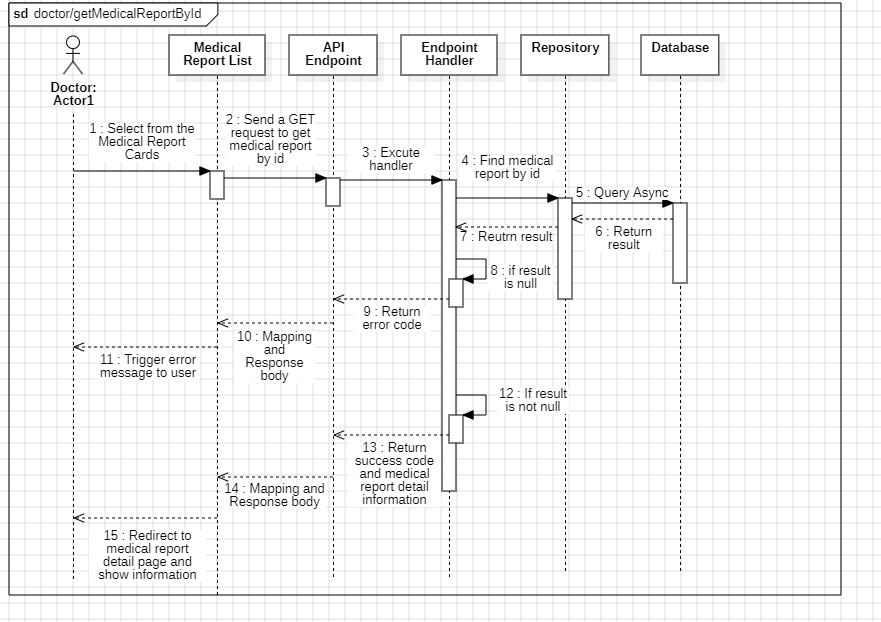 sd doctor/getMedicalReportById
Doctor:
Actor1
Medical
Report List
API
Endpoint
Endpoint
Handler
Repository
Database
1 : Select from the
Medical Report
Cards
2 : Send a GET
request to get
medical report
by id
3 : Excute
handler
4 : Find medical
report by id
5 : Query Async
6 : Return
result
7 : Reutrn result
8 : if result
is null
9 : Return
error code
10 : Mapping
and
Response
body
11 : Trigger error
message to user
12 : If result
is not null
13 : Return
success code
and medical
report detail
information
14 : Mapping and
Response body
15 : Redirect to
medical report
detail page and
show information